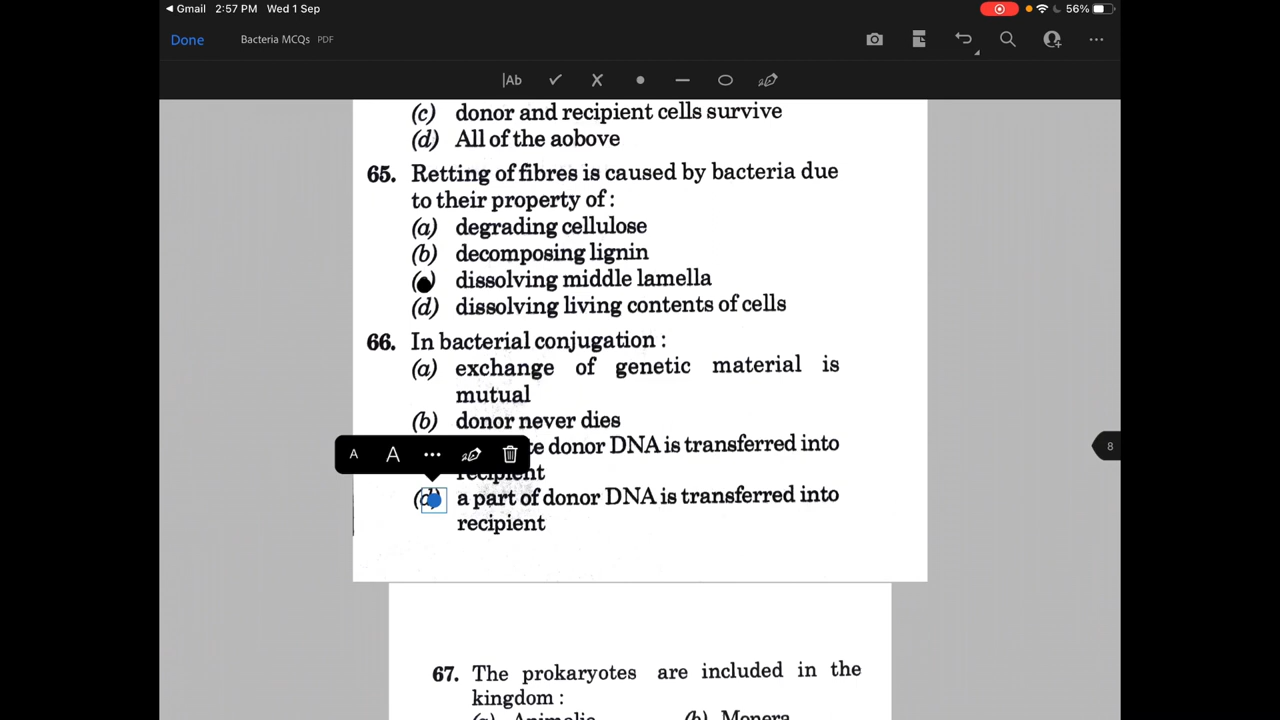 Gmail 2:57 PM Wed 1 Sep 56%
Done Bacteria MCQs PDF
Ab
(c) donor and recipient cells survive
(d) All of the aobove
65. Retting of fibres is caused by bacteria due
to their property of :
(a) degrading cellulose
(b) decomposing lignin
dissolving middle lamella
(d) dissolving living contents of cells
66. In bacterial conjugation :
(a) exchange of genetic material is
mutual
(b) donor never dies
A A donor DNA is transferred into
recipient
8
(d) a part of donor DNA is transferred into
recipient
67. The prokaryotes are included in the
kingdom :
(a) Animalia (b) Monera